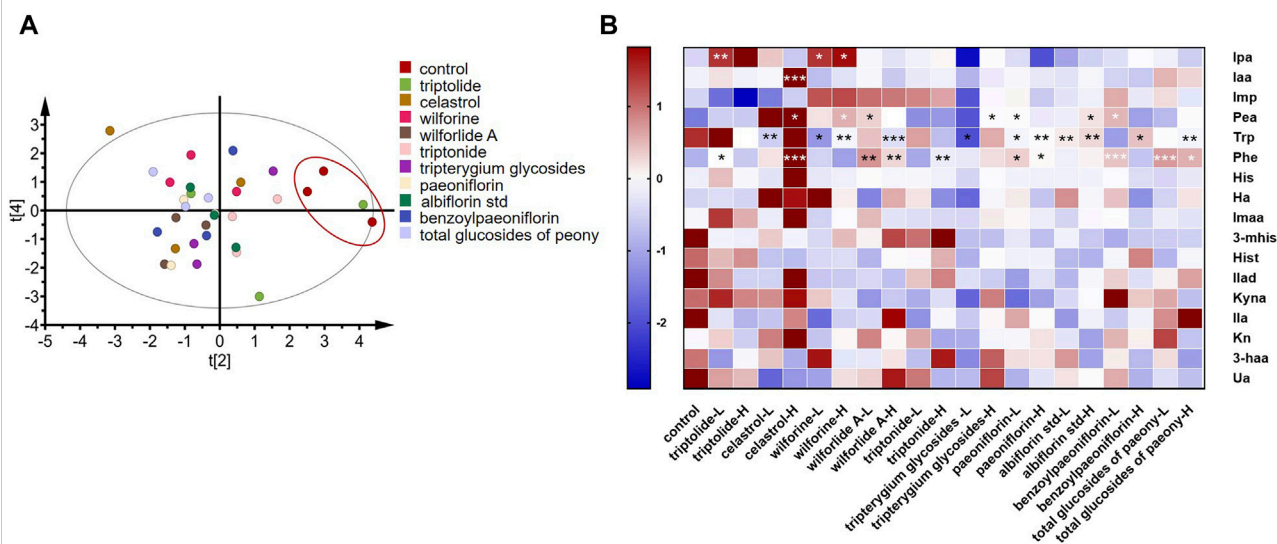 A
B
control
triptolide
celastrol
wilforine
wilforlide A
triptonide
tripterygium glycosides
paeoniflorin
albiflorin std
benzoylpaeoniflorin
total glucosides of peony
t[4]
3
2
1
0
-1
-2
-3
-4
-5 -4 -3 -2 -1 0 1 2 3 4 5
t[2]
1
0
-1
-2
** * * Ipa
*** Iaa
Imp
* * * * * * * Pea
** * ** *** * * ** ** ** * ** Trp
* *** ** ** ** * * *** *** * Phe
His
Ha
Imaa
3-mhis
Hist
Ilad
Kyna
Ila
Kn
3-haa
Ua
control
triptolide-L
triptolide-H
celastrol-L
celastrol-H
wilforine-L
wilforine-H
wilforlide A-L
wilforlide A-H
triptonide-L
triptonide-H
tripterygium glycosides -L
tripterygium glycosides-H
paeoniflorin-L
paeoniflorin-H
albiflorin std-L
albiflorin std-H
benzoylpaeoniflorin-L
benzoylpaeoniflorin-H
total glucosides of paeony-L
total glucosides of paeony-H